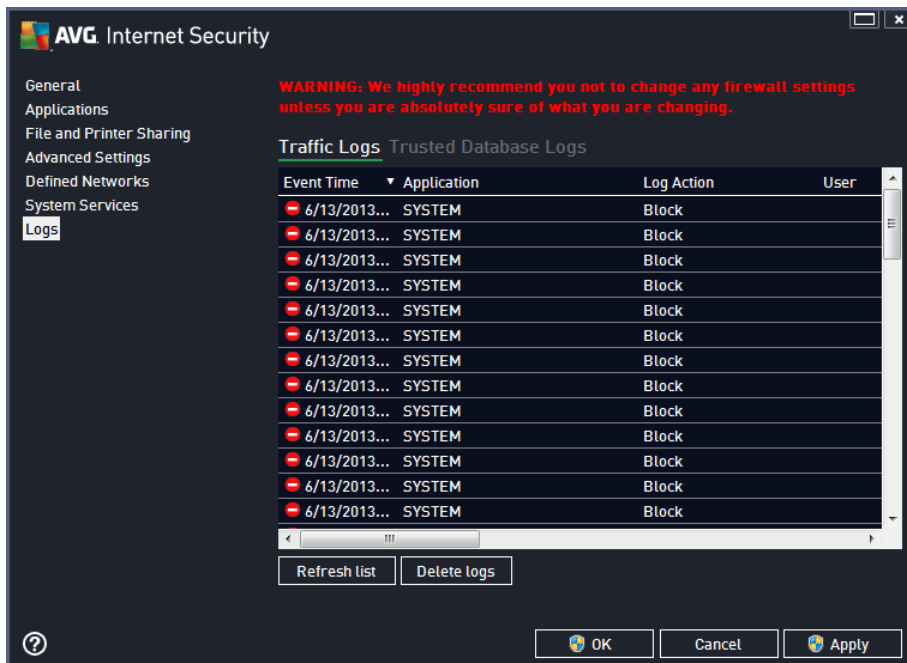 AVG. Internet Security
General
Applications
File and Printer Sharing
Advanced Settings
Defined Networks
System Services
Logs
WARNING: We highly recommend you not to change any firewall settings
unless you are absolutely sure of what you are changing.
Traffic Logs Trusted Database Logs
Event Time Application Log Action User
6/13/2013... SYSTEM Block
6/13/2013... SYSTEM Block
6/13/2013... SYSTEM Block
6/13/2013... SYSTEM Block
6/13/2013... SYSTEM Block
6/13/2013... SYSTEM Block
6/13/2013... SYSTEM Block
6/13/2013... SYSTEM Block
6/13/2013... SYSTEM Block
6/13/2013... SYSTEM Block
6/13/2013... SYSTEM Block
6/13/2013... SYSTEM Block
6/13/2013... SYSTEM Block
Refresh list Delete logs
? OK Cancel Apply